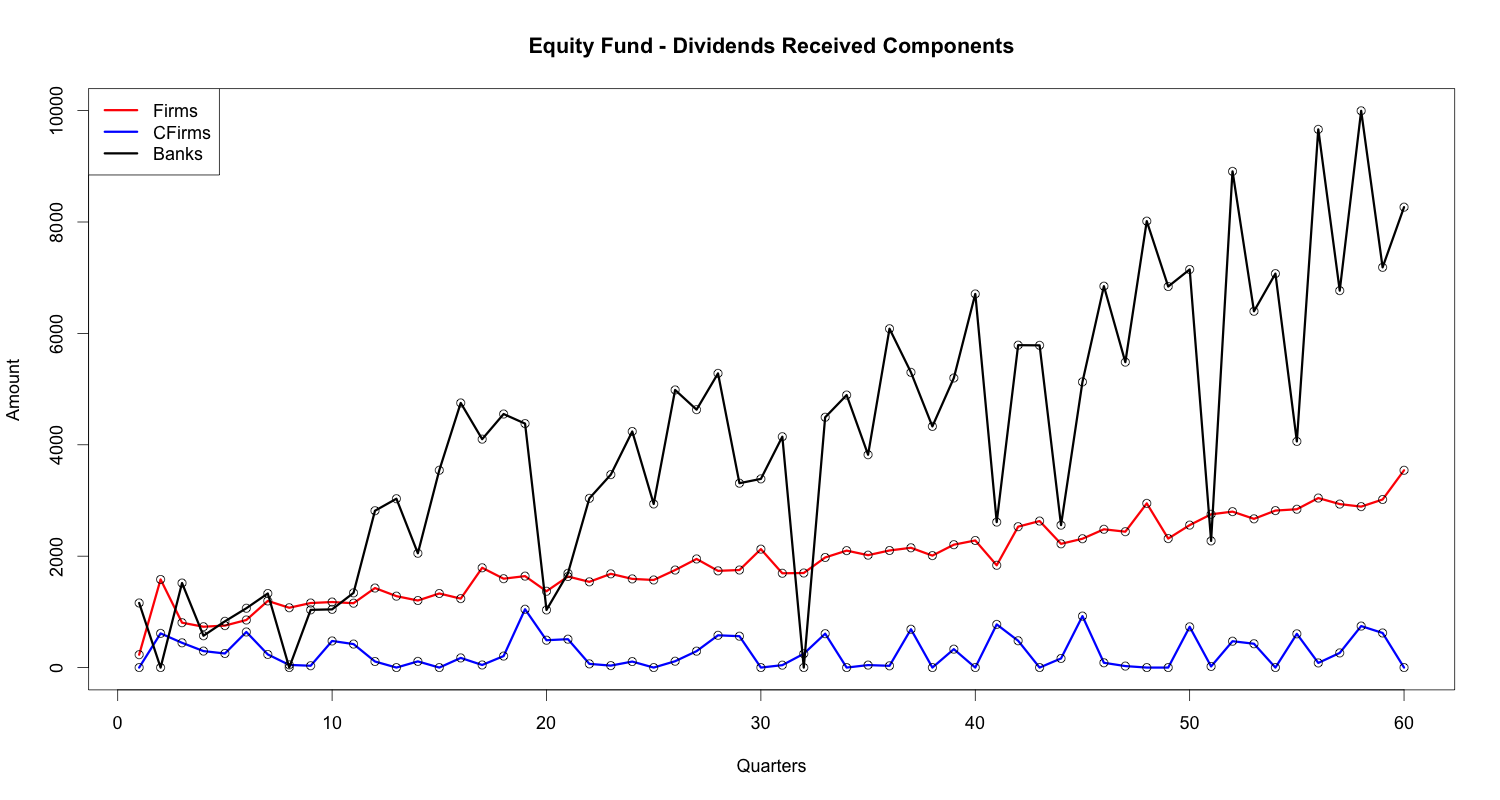 Equity Fund - Dividends Received Components
Firms
CFirms
Banks
10000
8000
6000
4000
2000
0
Amount
0 10 20 30 40 50 60
Quarters